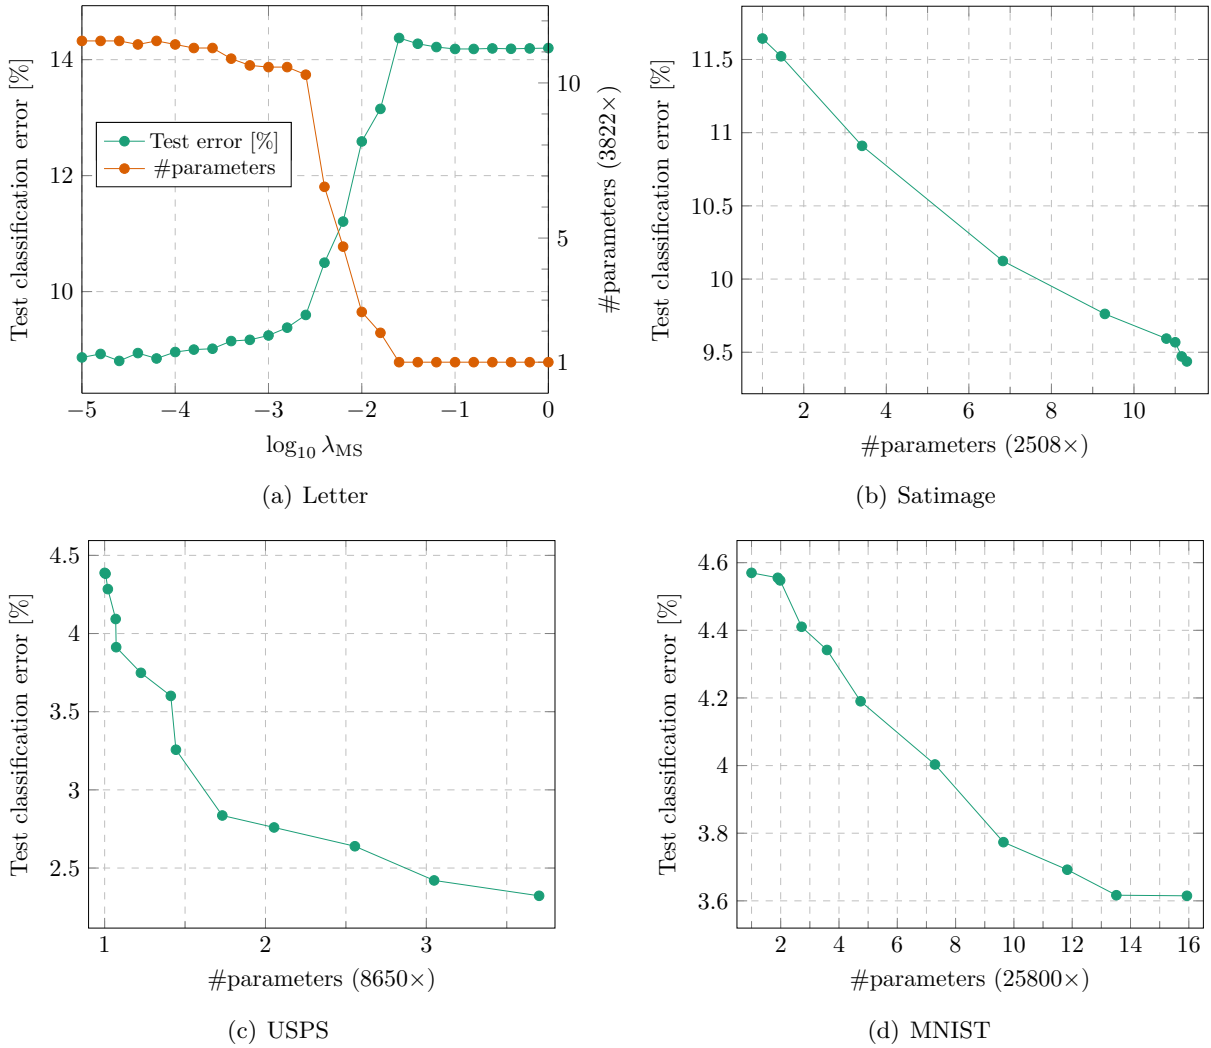 14
12
10
Test classification error [%]
Test error [%]
#parameters
10
5
1
#parameters (3822×)
−5
−4
−3
−2
−1
0
log10 λMS
(a) Letter
11.5
11
10.5
10
9.5
Test classification error [%]
2
4
6
8
10
#parameters (2508×)
(b) Satimage
4.5
4
3.5
3
2.5
Test classification error [%]
1
2
3
#parameters (8650×)
(c) USPS
4.6
4.4
4.2
4
3.8
3.6
Test classification error [%]
2
4
6
8
10
12
14
16
#parameters (25800×)
(d) MNIST